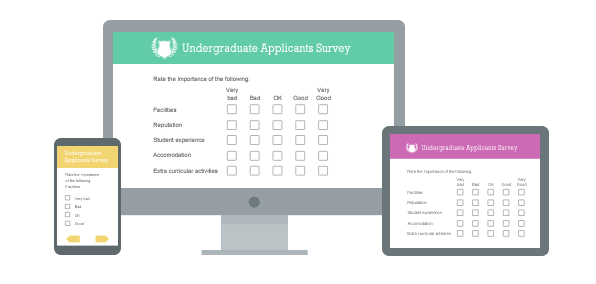 Undergraduate Applicants Survey
Rate the importance of the following:
Very bad Bad OK Good Very Good
Facilities
Reputation
Student experience
Accomodation
Extra curricular activities
Undergraduate
Applicants Survey
Rate the importance
of the following
Facilities
Very bad
Bad
OK
Good
Undergraduate Applicants Survey
Rate the importance of the following:
Very bad Bad OK Good Very Good
Facilities
Reputation
Student experience
Accomodation
Extra curricular activities